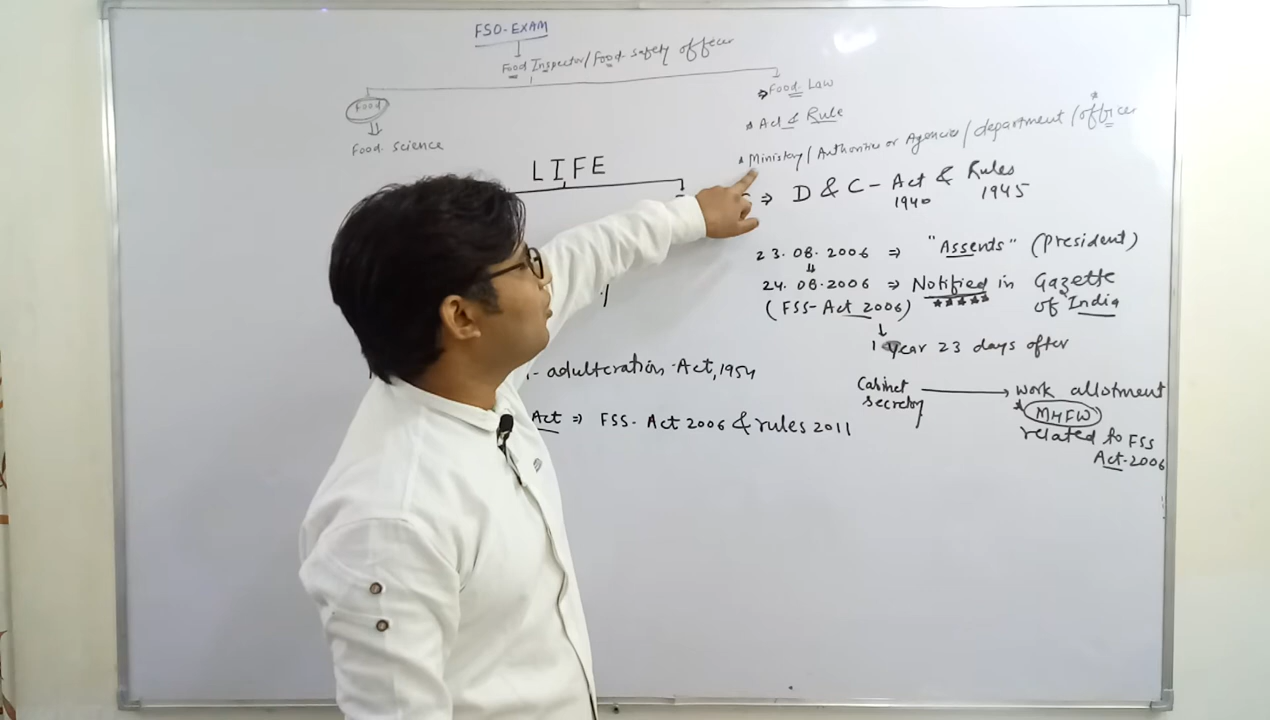 FSO-EXAM
Food Inspector/Food safety officer
Food
Food science
⇒ Food Law
* Act & Rule
* Ministry / Authorities or Agencies / department / officer
LIFE
⇒ D & C - Act & Rules
1940 1945
23.08.2006 ⇒ "Assents" (President)
24.08.2006 ⇒ Notified in Gazette of India
(FSS-Act 2006)
1 year 23 days after
Cabinet secretory → work allotment
MHFW
related to FSS
Act-2006
- adulteration Act, 1954
Act ⇒ FSS- Act 2006 & rules 2011